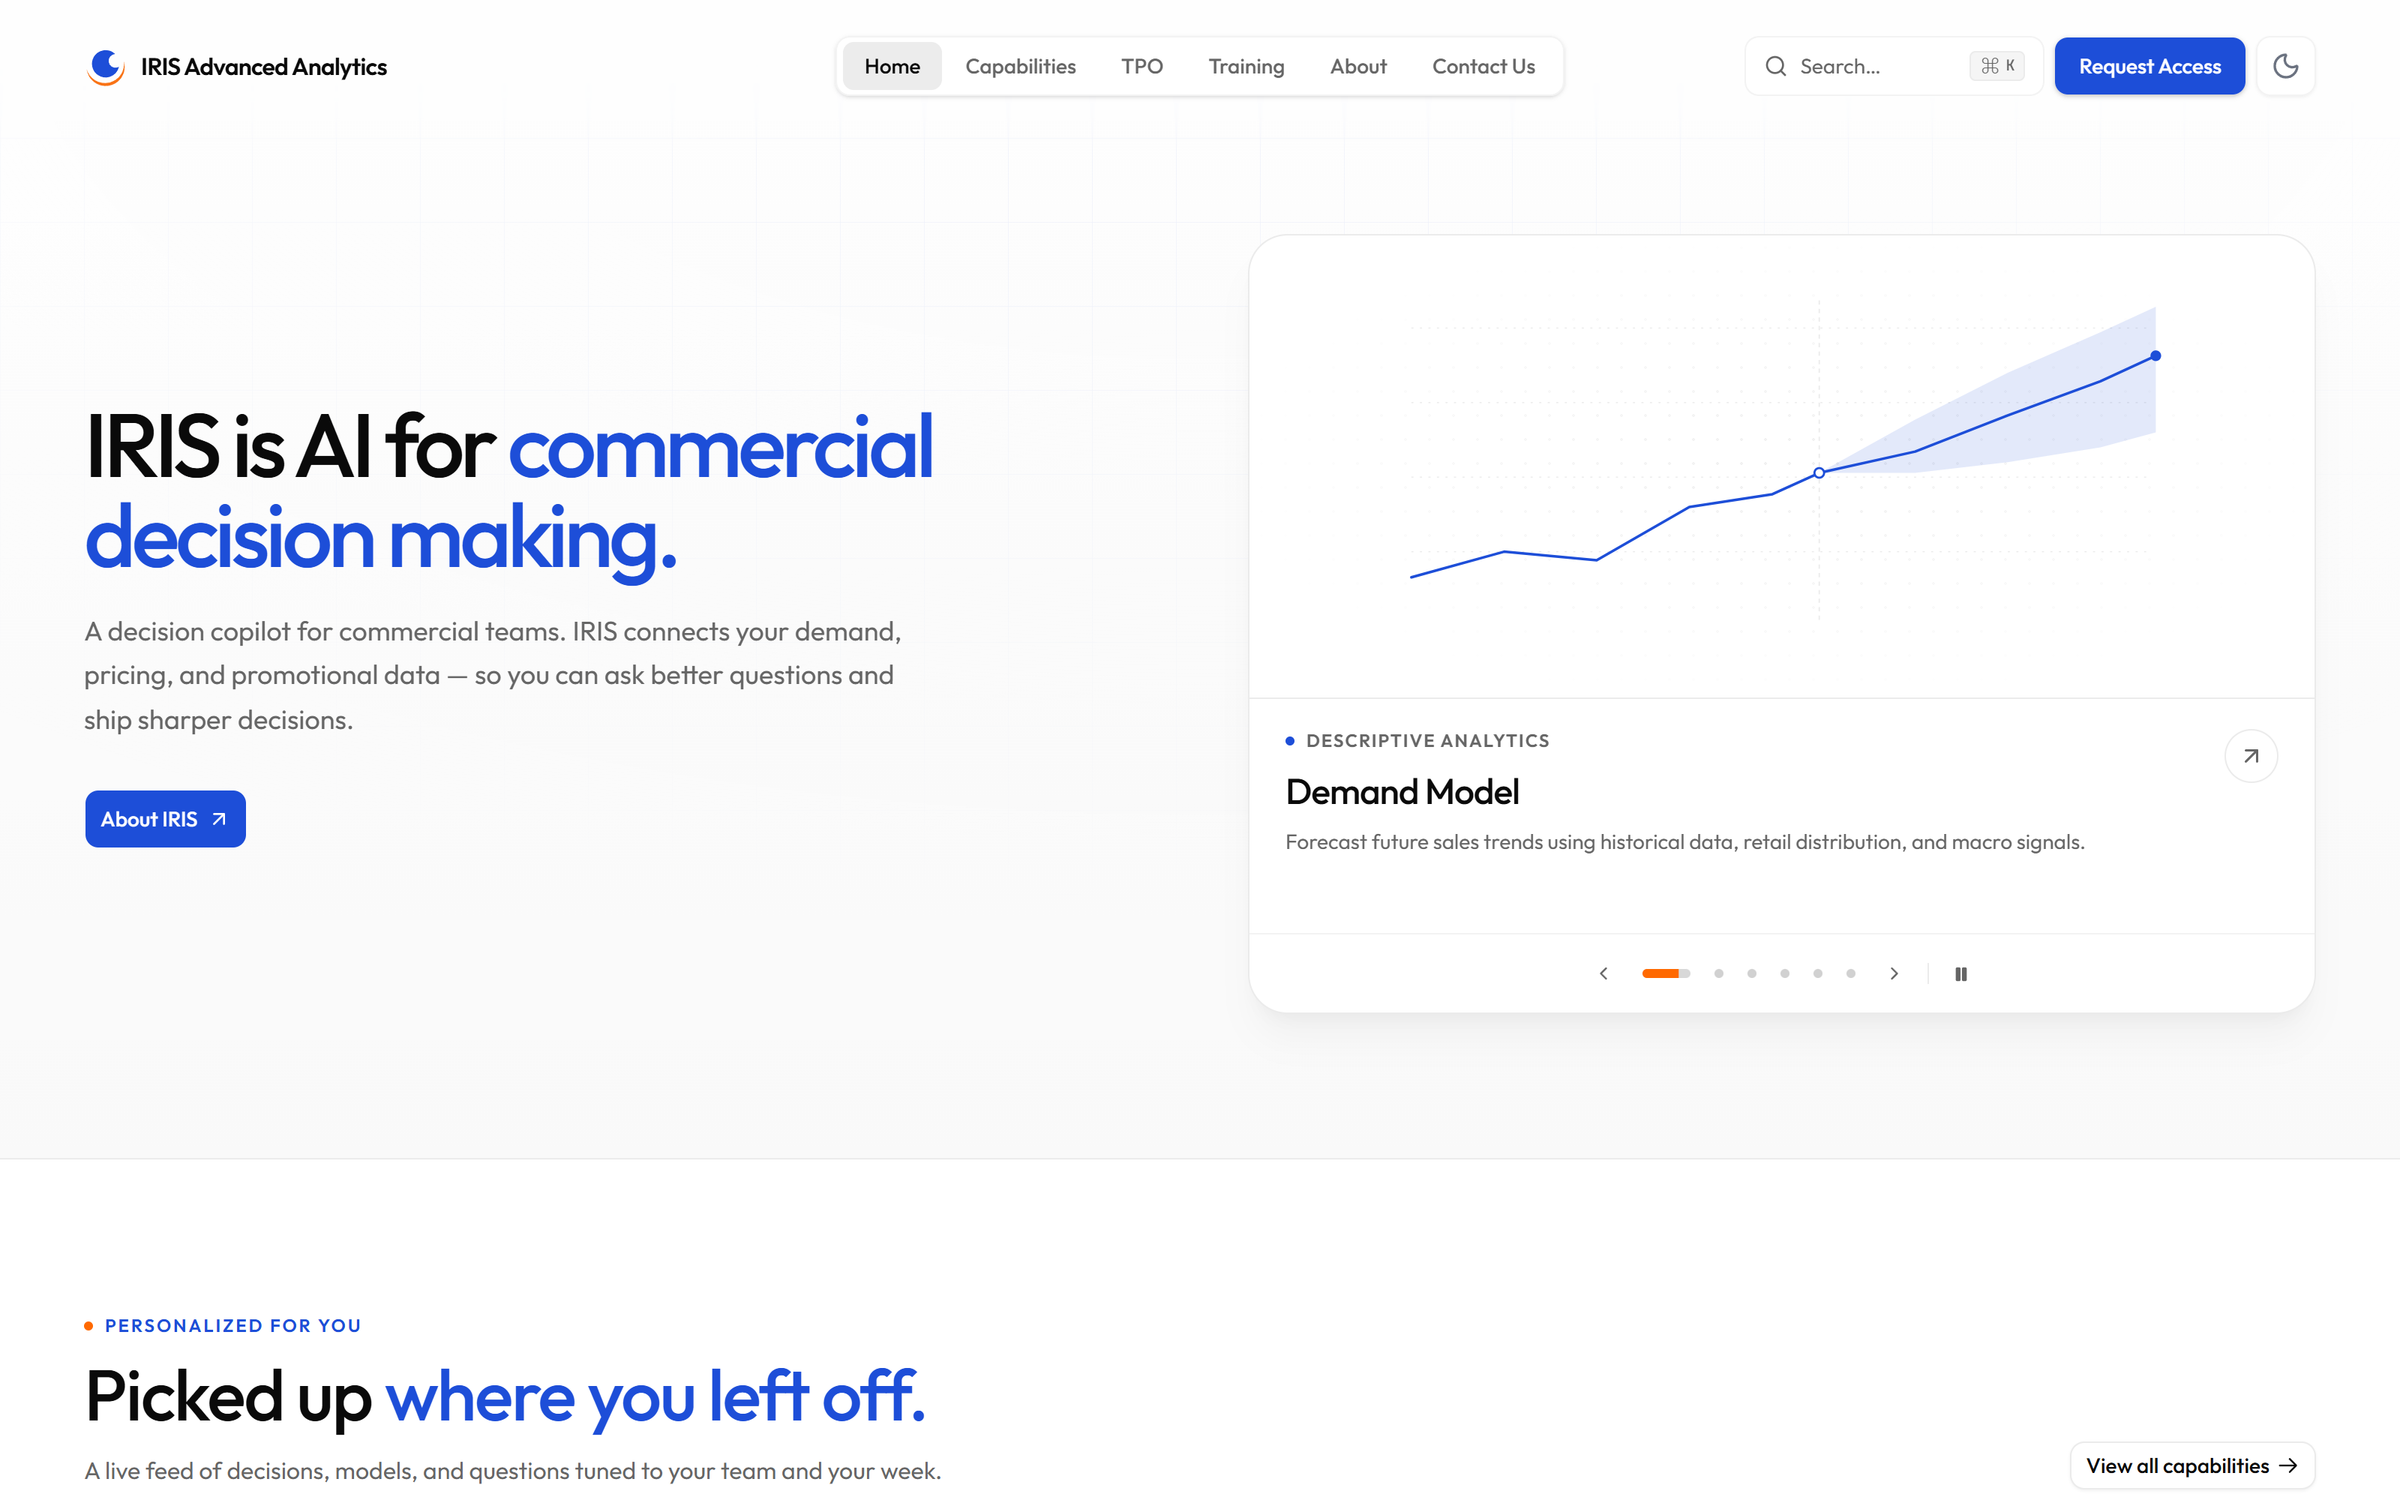 IRIS Advanced Analytics
Home
Capabilities
TPO
Training
About
Contact Us
Search...
⌘ K
Request Access
IRIS is AI for commercial
decision making.
A decision copilot for commercial teams. IRIS connects your demand,
pricing, and promotional data — so you can ask better questions and
ship sharper decisions.
About IRIS
DESCRIPTIVE ANALYTICS
Demand Model
Forecast future sales trends using historical data, retail distribution, and macro signals.
PERSONALIZED FOR YOU
Picked up where you left off.
A live feed of decisions, models, and questions tuned to your team and your week.
View all capabilities →